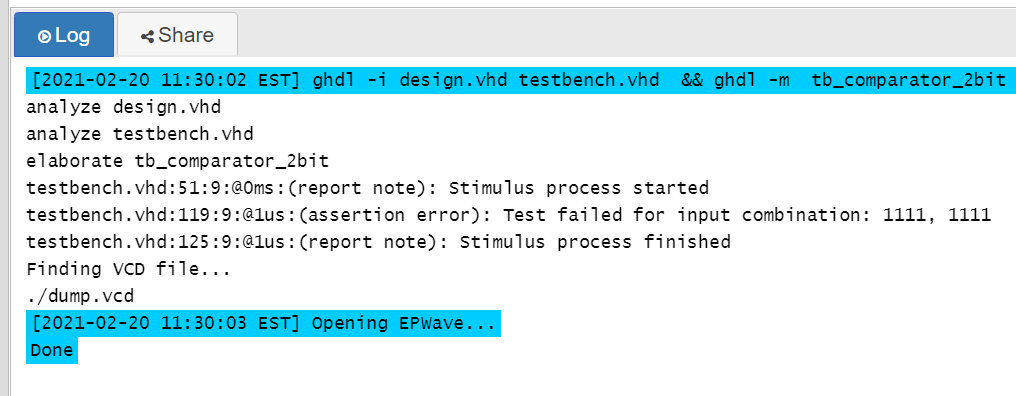 Log Share
[2021-02-20 11:30:02 EST] ghdl -i design.vhd testbench.vhd  && ghdl -m  tb_comparator_2bit
analyze design.vhd
analyze testbench.vhd
elaborate tb_comparator_2bit
testbench.vhd:51:9:@0ms:(report note): Stimulus process started
testbench.vhd:119:9:@1us:(assertion error): Test failed for input combination: 1111, 1111
testbench.vhd:125:9:@1us:(report note): Stimulus process finished
Finding VCD file...
./dump.vcd
[2021-02-20 11:30:03 EST] Opening EPWave...
Done